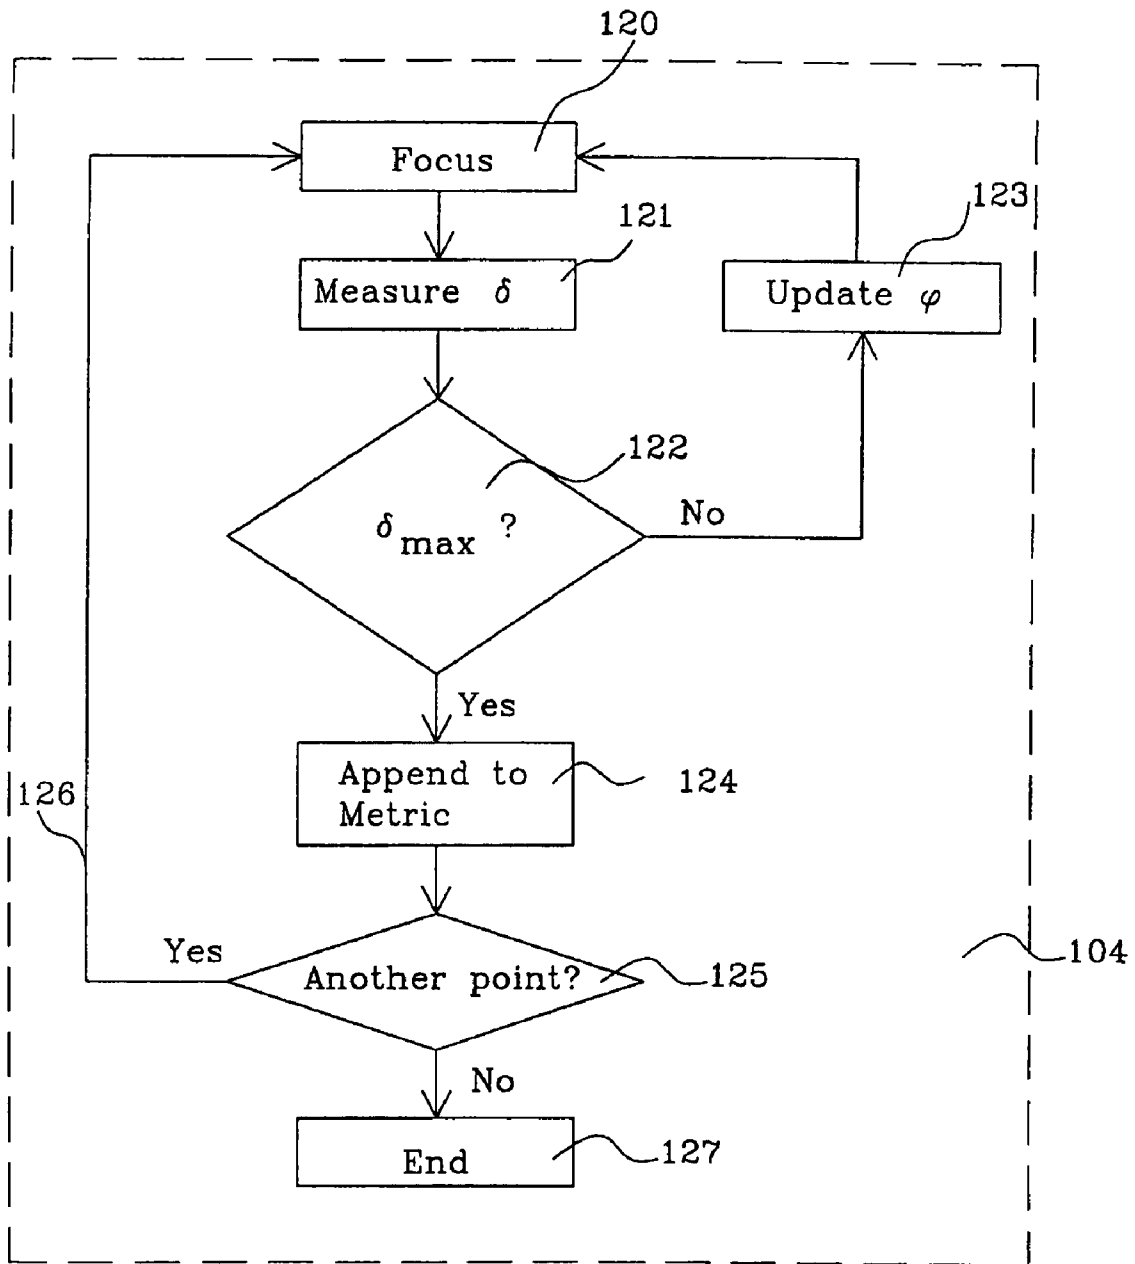 120
Focus
123
121
Measure δ
Update φ
122
δmax ?
No
Yes
Append to
Metric
124
126
Yes
104
Another point?
125
No
127
End